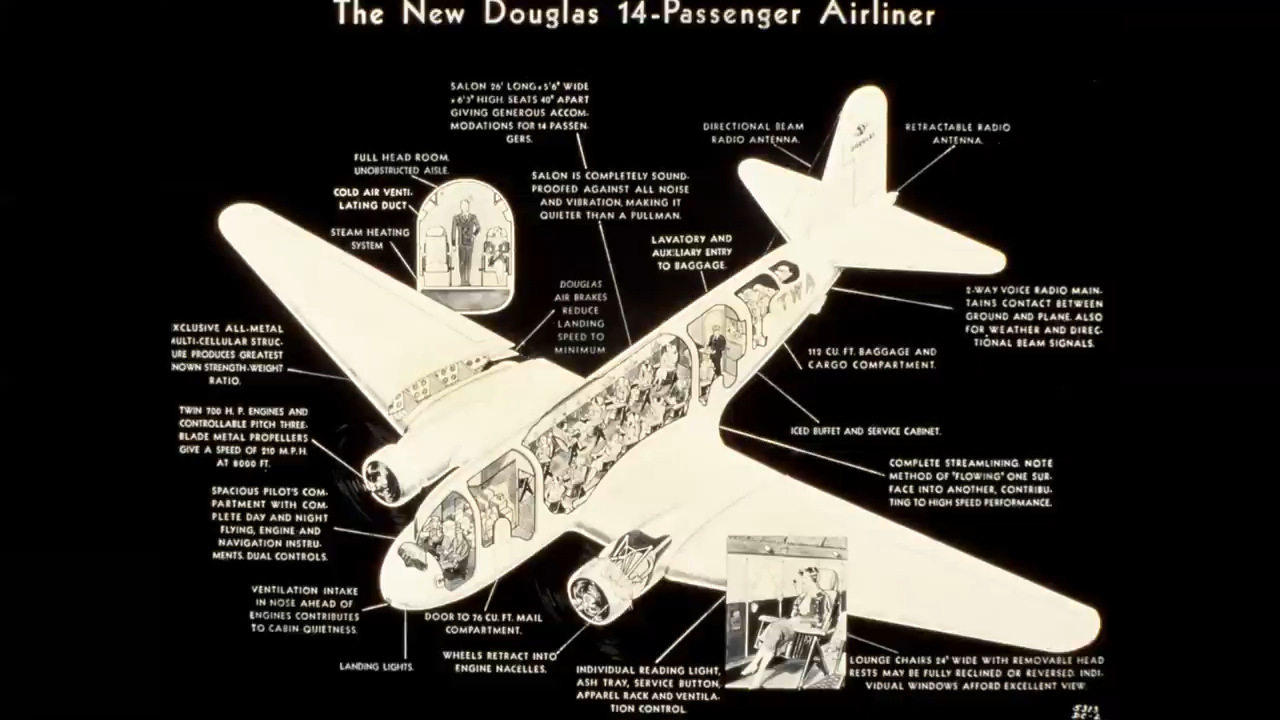 The New Douglas 14-Passenger Airliner
SALON 26' LONG x 5'6" WIDE
x 6'3" HIGH. SEATS 40" APART
GIVING GENEROUS ACCOM-
MODATIONS FOR 14 PASSEN-
GERS.
DIRECTIONAL BEAM
RADIO ANTENNA.
RETRACTABLE RADIO
ANTENNA.
DOUGLAS
FULL HEAD ROOM,
UNOBSTRUCTED AISLE.
COLD AIR VENTI-
LATING DUCT
STEAM HEATING
SYSTEM
SALON IS COMPLETELY SOUND-
PROOFED AGAINST ALL NOISE
AND VIBRATION, MAKING IT
QUIETER THAN A PULLMAN.
LAVATORY AND
AUXILIARY ENTRY
TO BAGGAGE.
TWA
DOUGLAS
AIR BRAKES
REDUCE
LANDING
SPEED TO
MINIMUM
2-WAY VOICE RADIO MAIN-
TAINS CONTACT BETWEEN
GROUND AND PLANE. ALSO
FOR WEATHER AND DIREC-
TIONAL BEAM SIGNALS.
XCLUSIVE ALL-METAL
MULTI-CELLULAR STRUC-
URE PRODUCES GREATEST
NOWN STRENGTH-WEIGHT
RATIO.
112 CU. FT. BAGGAGE AND
CARGO COMPARTMENT.
TWIN 700 H. P. ENGINES AND
CONTROLLABLE PITCH THREE-
BLADE METAL PROPELLERS
GIVE A SPEED OF 210 M.P.H.
AT 8000 FT.
ICED BUFFET AND SERVICE CABINET.
COMPLETE STREAMLINING. NOTE
METHOD OF "FLOWING" ONE SUR-
FACE INTO ANOTHER, CONTRIBU-
TING TO HIGH SPEED PERFORMANCE.
SPACIOUS PILOT'S COM-
PARTMENT WITH COM-
PLETE DAY AND NIGHT
FLYING, ENGINE AND
NAVIGATION INSTRU-
MENTS. DUAL CONTROLS.
VENTILATION INTAKE
IN NOSE AHEAD OF
ENGINES CONTRIBUTES
TO CABIN QUIETNESS.
DOOR TO 76 CU. FT. MAIL
COMPARTMENT.
LANDING LIGHTS.
WHEELS RETRACT INTO
ENGINE NACELLES.
INDIVIDUAL READING LIGHT,
ASH TRAY, SERVICE BUTTON,
APPAREL RACK AND VENTILA-
TION CONTROL.
LOUNGE CHAIRS 24" WIDE WITH REMOVABLE HEAD
RESTS MAY BE FULLY RECLINED OR REVERSED. INDI-
VIDUAL WINDOWS AFFORD EXCELLENT VIEW.
5313
DC-2